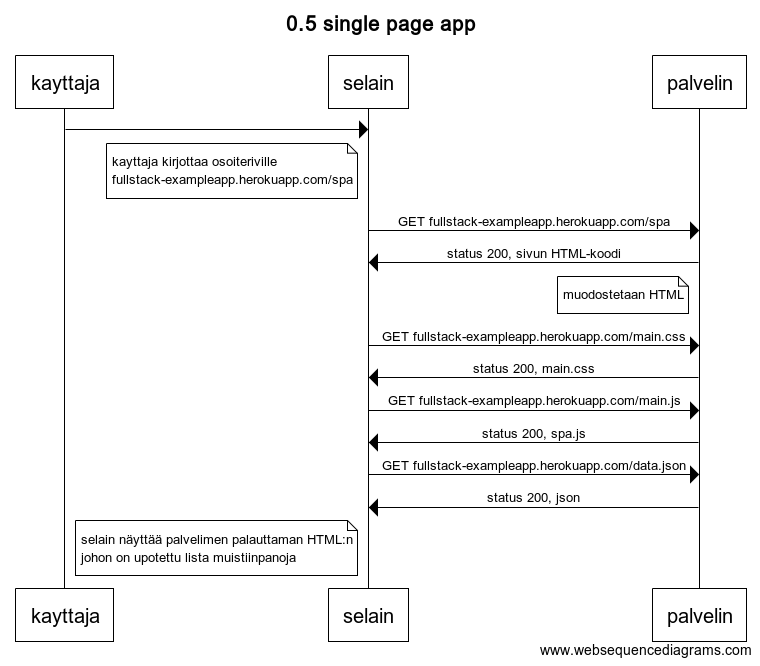 0.5 single page app
kayttaja
selain
palvelin
kayttaja kirjottaa osoiteriville
fullstack-exampleapp.herokuapp.com/spa
GET fullstack-exampleapp.herokuapp.com/spa
status 200, sivun HTML-koodi
muodostetaan HTML
GET fullstack-exampleapp.herokuapp.com/main.css
status 200, main.css
GET fullstack-exampleapp.herokuapp.com/main.js
status 200, spa.js
GET fullstack-exampleapp.herokuapp.com/data.json
status 200, json
selain näyttää palvelimen palauttaman HTML:n
johon on upotettu lista muistiinpanoja
kayttaja
selain
palvelin
www.websequencediagrams.com